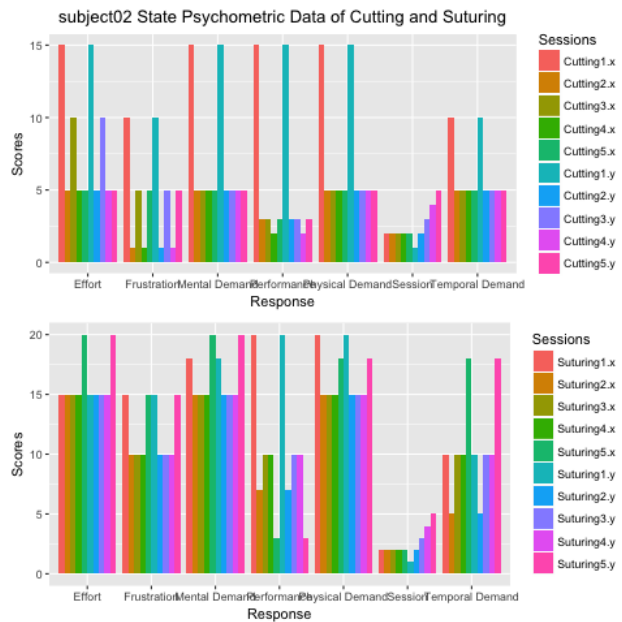 subject02 State Psychometric Data of Cutting and Suturing
15
10
5
0
Scores
Effort Frustration Mental Demand Performance Physical Demand Session Temporal Demand
Response
Sessions
Cutting1.x
Cutting2.x
Cutting3.x
Cutting4.x
Cutting5.x
Cutting1.y
Cutting2.y
Cutting3.y
Cutting4.y
Cutting5.y
20
15
10
5
0
Scores
Effort Frustration Mental Demand Performance Physical Demand Session Temporal Demand
Response
Sessions
Suturing1.x
Suturing2.x
Suturing3.x
Suturing4.x
Suturing5.x
Suturing1.y
Suturing2.y
Suturing3.y
Suturing4.y
Suturing5.y